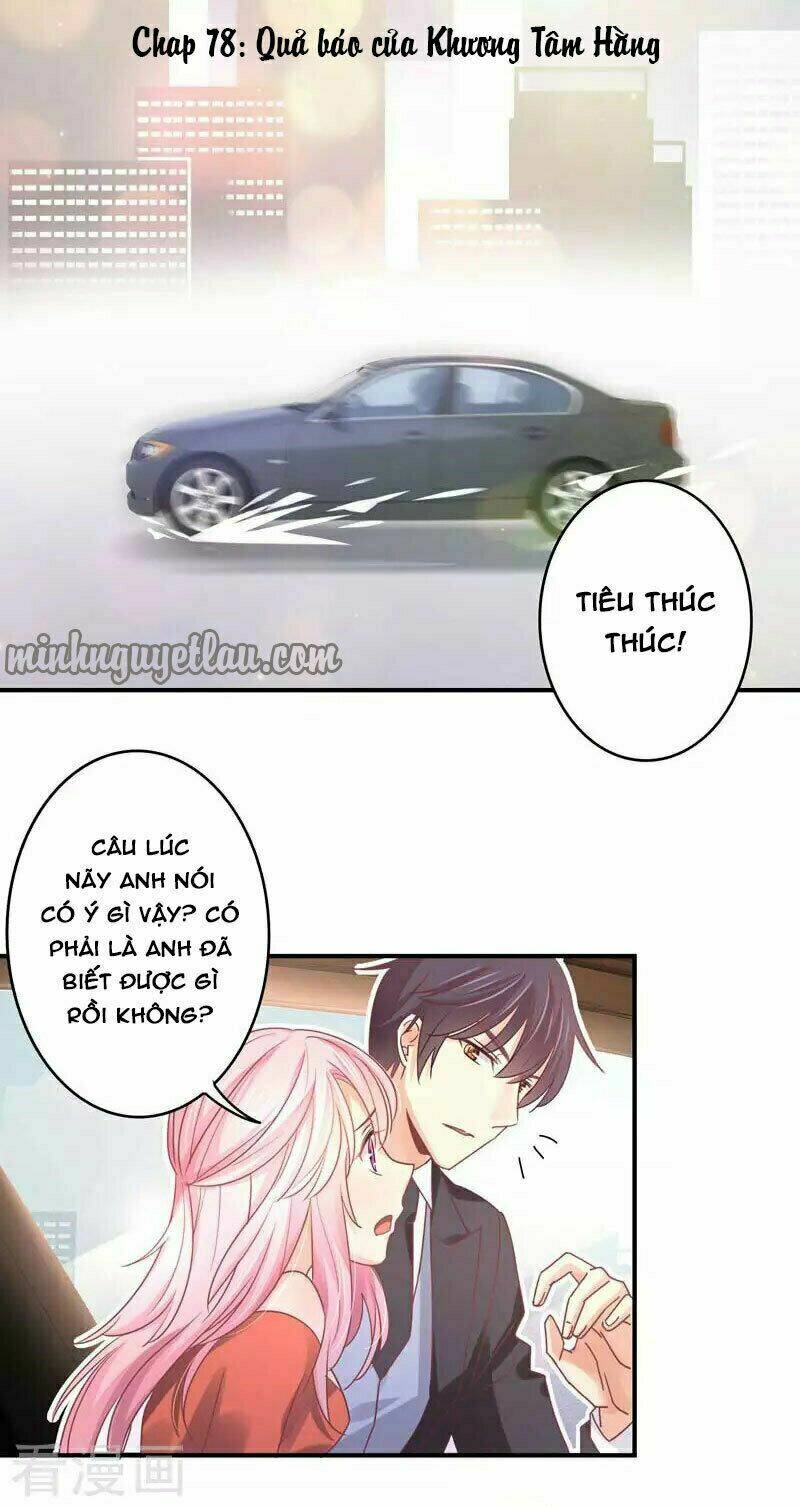 Chap 78: Quả báo của Khương Tâm Hằng
TIÊU THÚC
THÚC!
minhnguyetlau.com
CÂU LÚC
NÃY ANH NÓI
CÓ Ý GÌ VẬY? CÓ
PHẢI LÀ ANH ĐÃ
BIẾT ĐƯỢC GÌ
RỒI KHÔNG?
看漫画